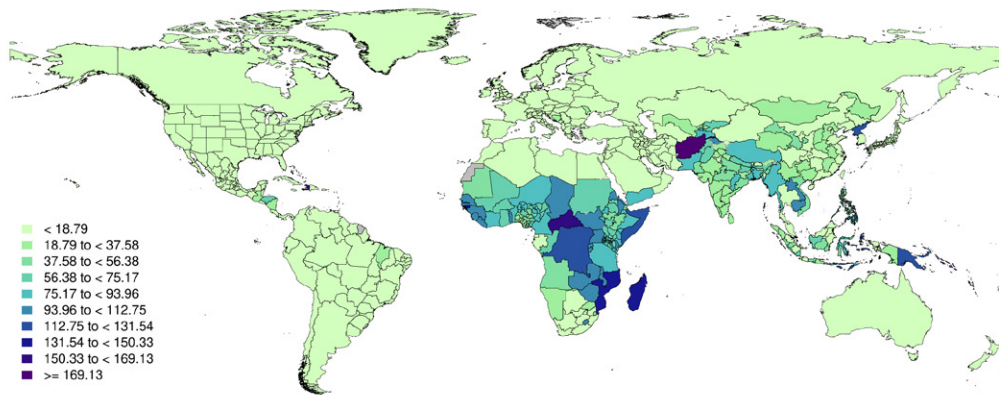 < 18.79
18.79 to < 37.58
37.58 to < 56.38
56.38 to < 75.17
75.17 to < 93.96
93.96 to < 112.75
112.75 to < 131.54
131.54 to < 150.33
150.33 to < 169.13
>= 169.13